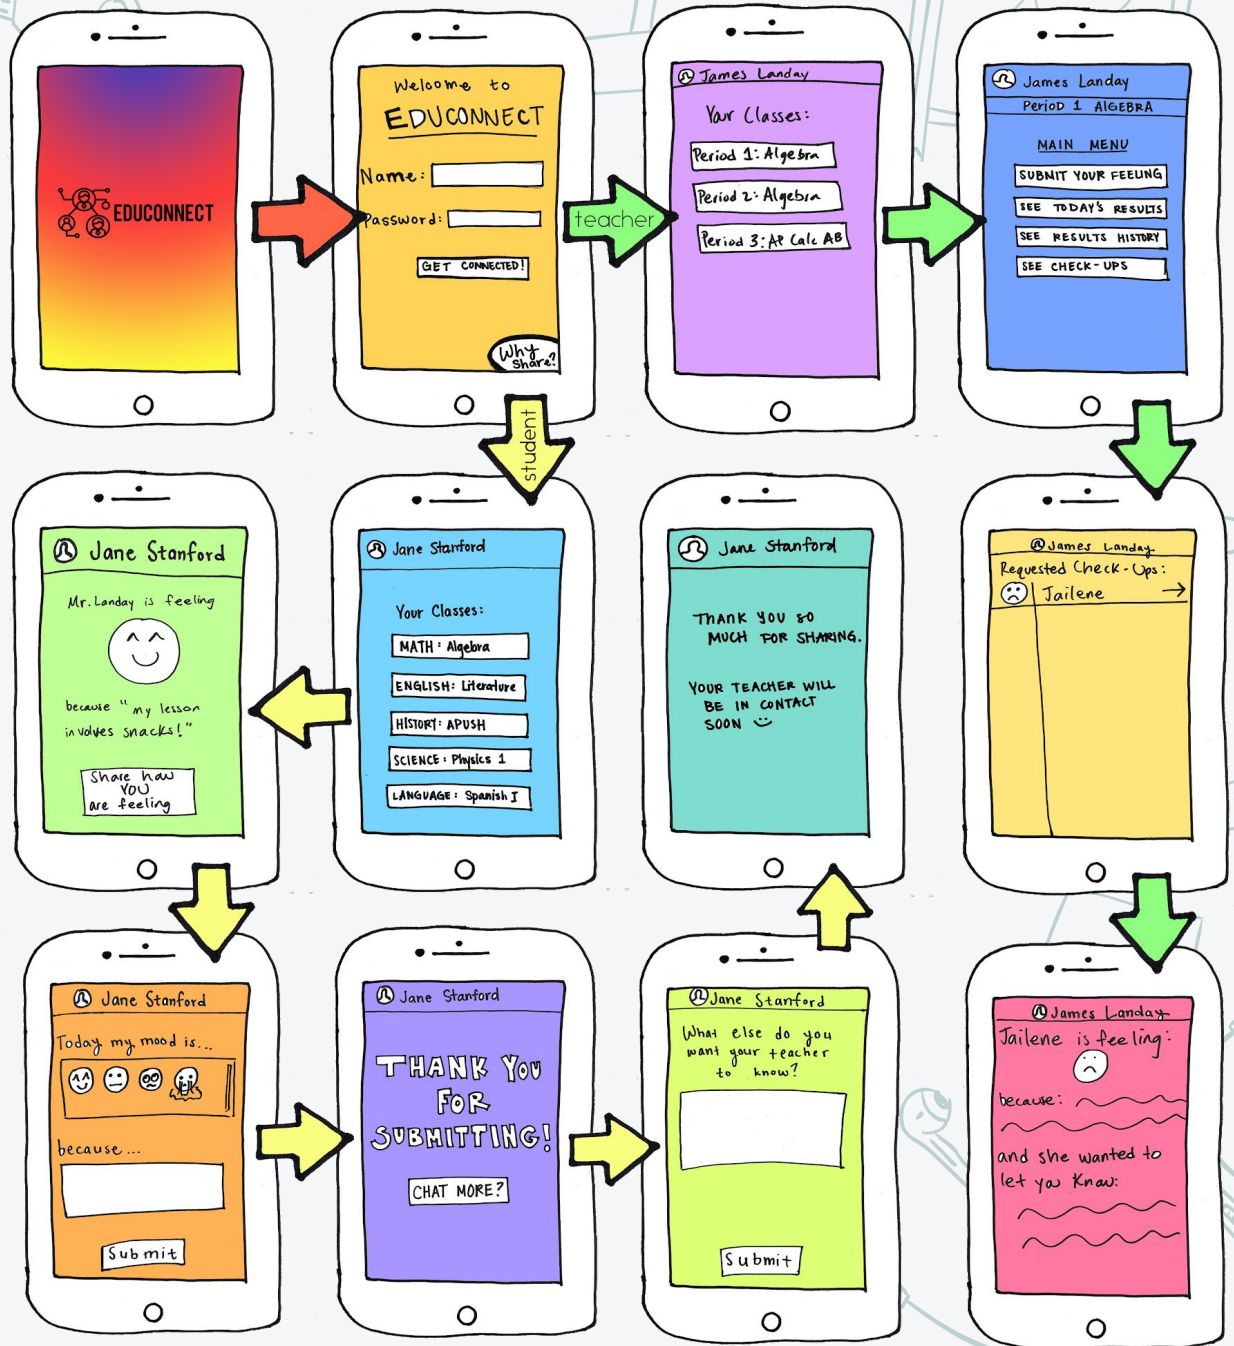 EDUCONNECT
Welcome to
EDUCONNECT
Name:
Password:
GET CONNECTED!
Why
Share?
teacher
James Landay
Your Classes:
Period 1: Algebra
Period 2: Algebra
Period 3: AP Calc AB
James Landay
PERIOD 1 ALGEBRA
MAIN MENU
SUBMIT YOUR FEELING
SEE TODAY'S RESULTS
SEE RESULTS HISTORY
SEE CHECK-UPS
student
Jane Stanford
Mr. Landay is feeling
because "my lesson
involves snacks!"
Share how
YOU
are feeling
Jane Stanford
Your Classes:
MATH: Algebra
ENGLISH: Literature
HISTORY: APUSH
SCIENCE: Physics 1
LANGUAGE: Spanish I
Jane Stanford
THANK YOU SO
MUCH FOR SHARING.
YOUR TEACHER WILL
BE IN CONTACT
SOON
James Landay
Requested Check-Ups:
Jailene
Jane Stanford
Today my mood is...
because...
Submit
Jane Stanford
THANK YOU
FOR
SUBMITTING!
CHAT MORE?
Jane Stanford
What else do you
want your teacher
to know?
Submit
James Landay
Jailene is feeling:
because:
and she wanted to
let you know: